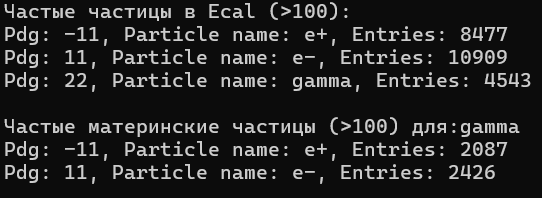 Частые частицы в Ecal (>100):
Pdg: -11, Particle name: e+, Entries: 8477
Pdg: 11, Particle name: e-, Entries: 10909
Pdg: 22, Particle name: gamma, Entries: 4543
Частые материнские частицы (>100) для:gamma
Pdg: -11, Particle name: e+, Entries: 2087
Pdg: 11, Particle name: e-, Entries: 2426